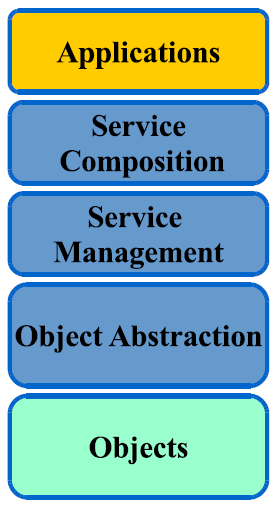 Applications
Service
Composition
Service
Management
Object Abstraction
Objects